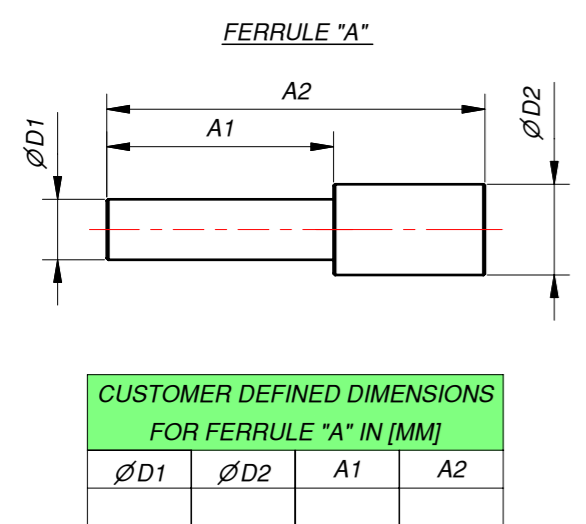 FERRULE "A"
A2
A1
ØD1
ØD2
CUSTOMER DEFINED DIMENSIONS
FOR FERRULE "A" IN [MM]
ØD1 ØD2 A1 A2